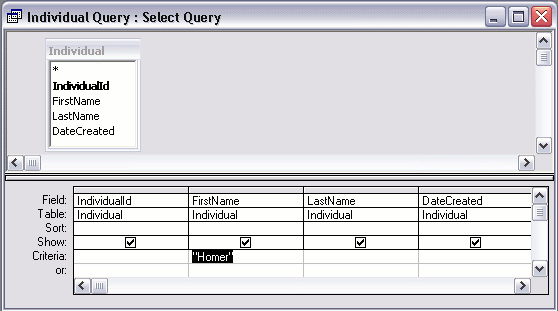 Individual Query : Select Query
Individual
*
IndividualId
FirstName
LastName
DateCreated
Field: IndividualId FirstName LastName DateCreated
Table: Individual Individual Individual Individual
Sort:
Show:
Criteria: "Homer"
or: